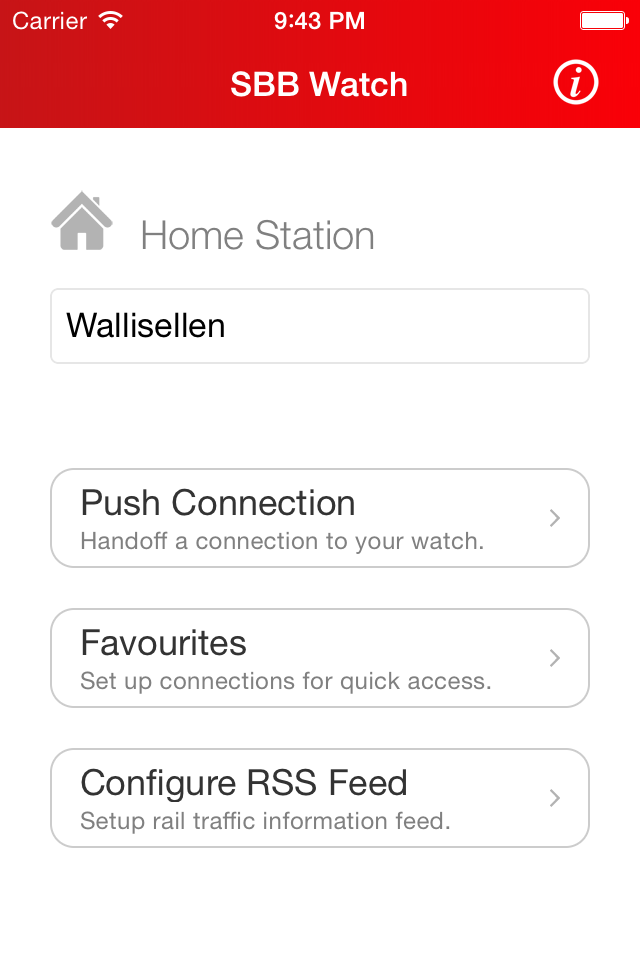 Carrier 9:43 PM
SBB Watch
Home Station
Wallisellen
Push Connection
Handoff a connection to your watch.
Favourites
Set up connections for quick access.
Configure RSS Feed
Setup rail traffic information feed.